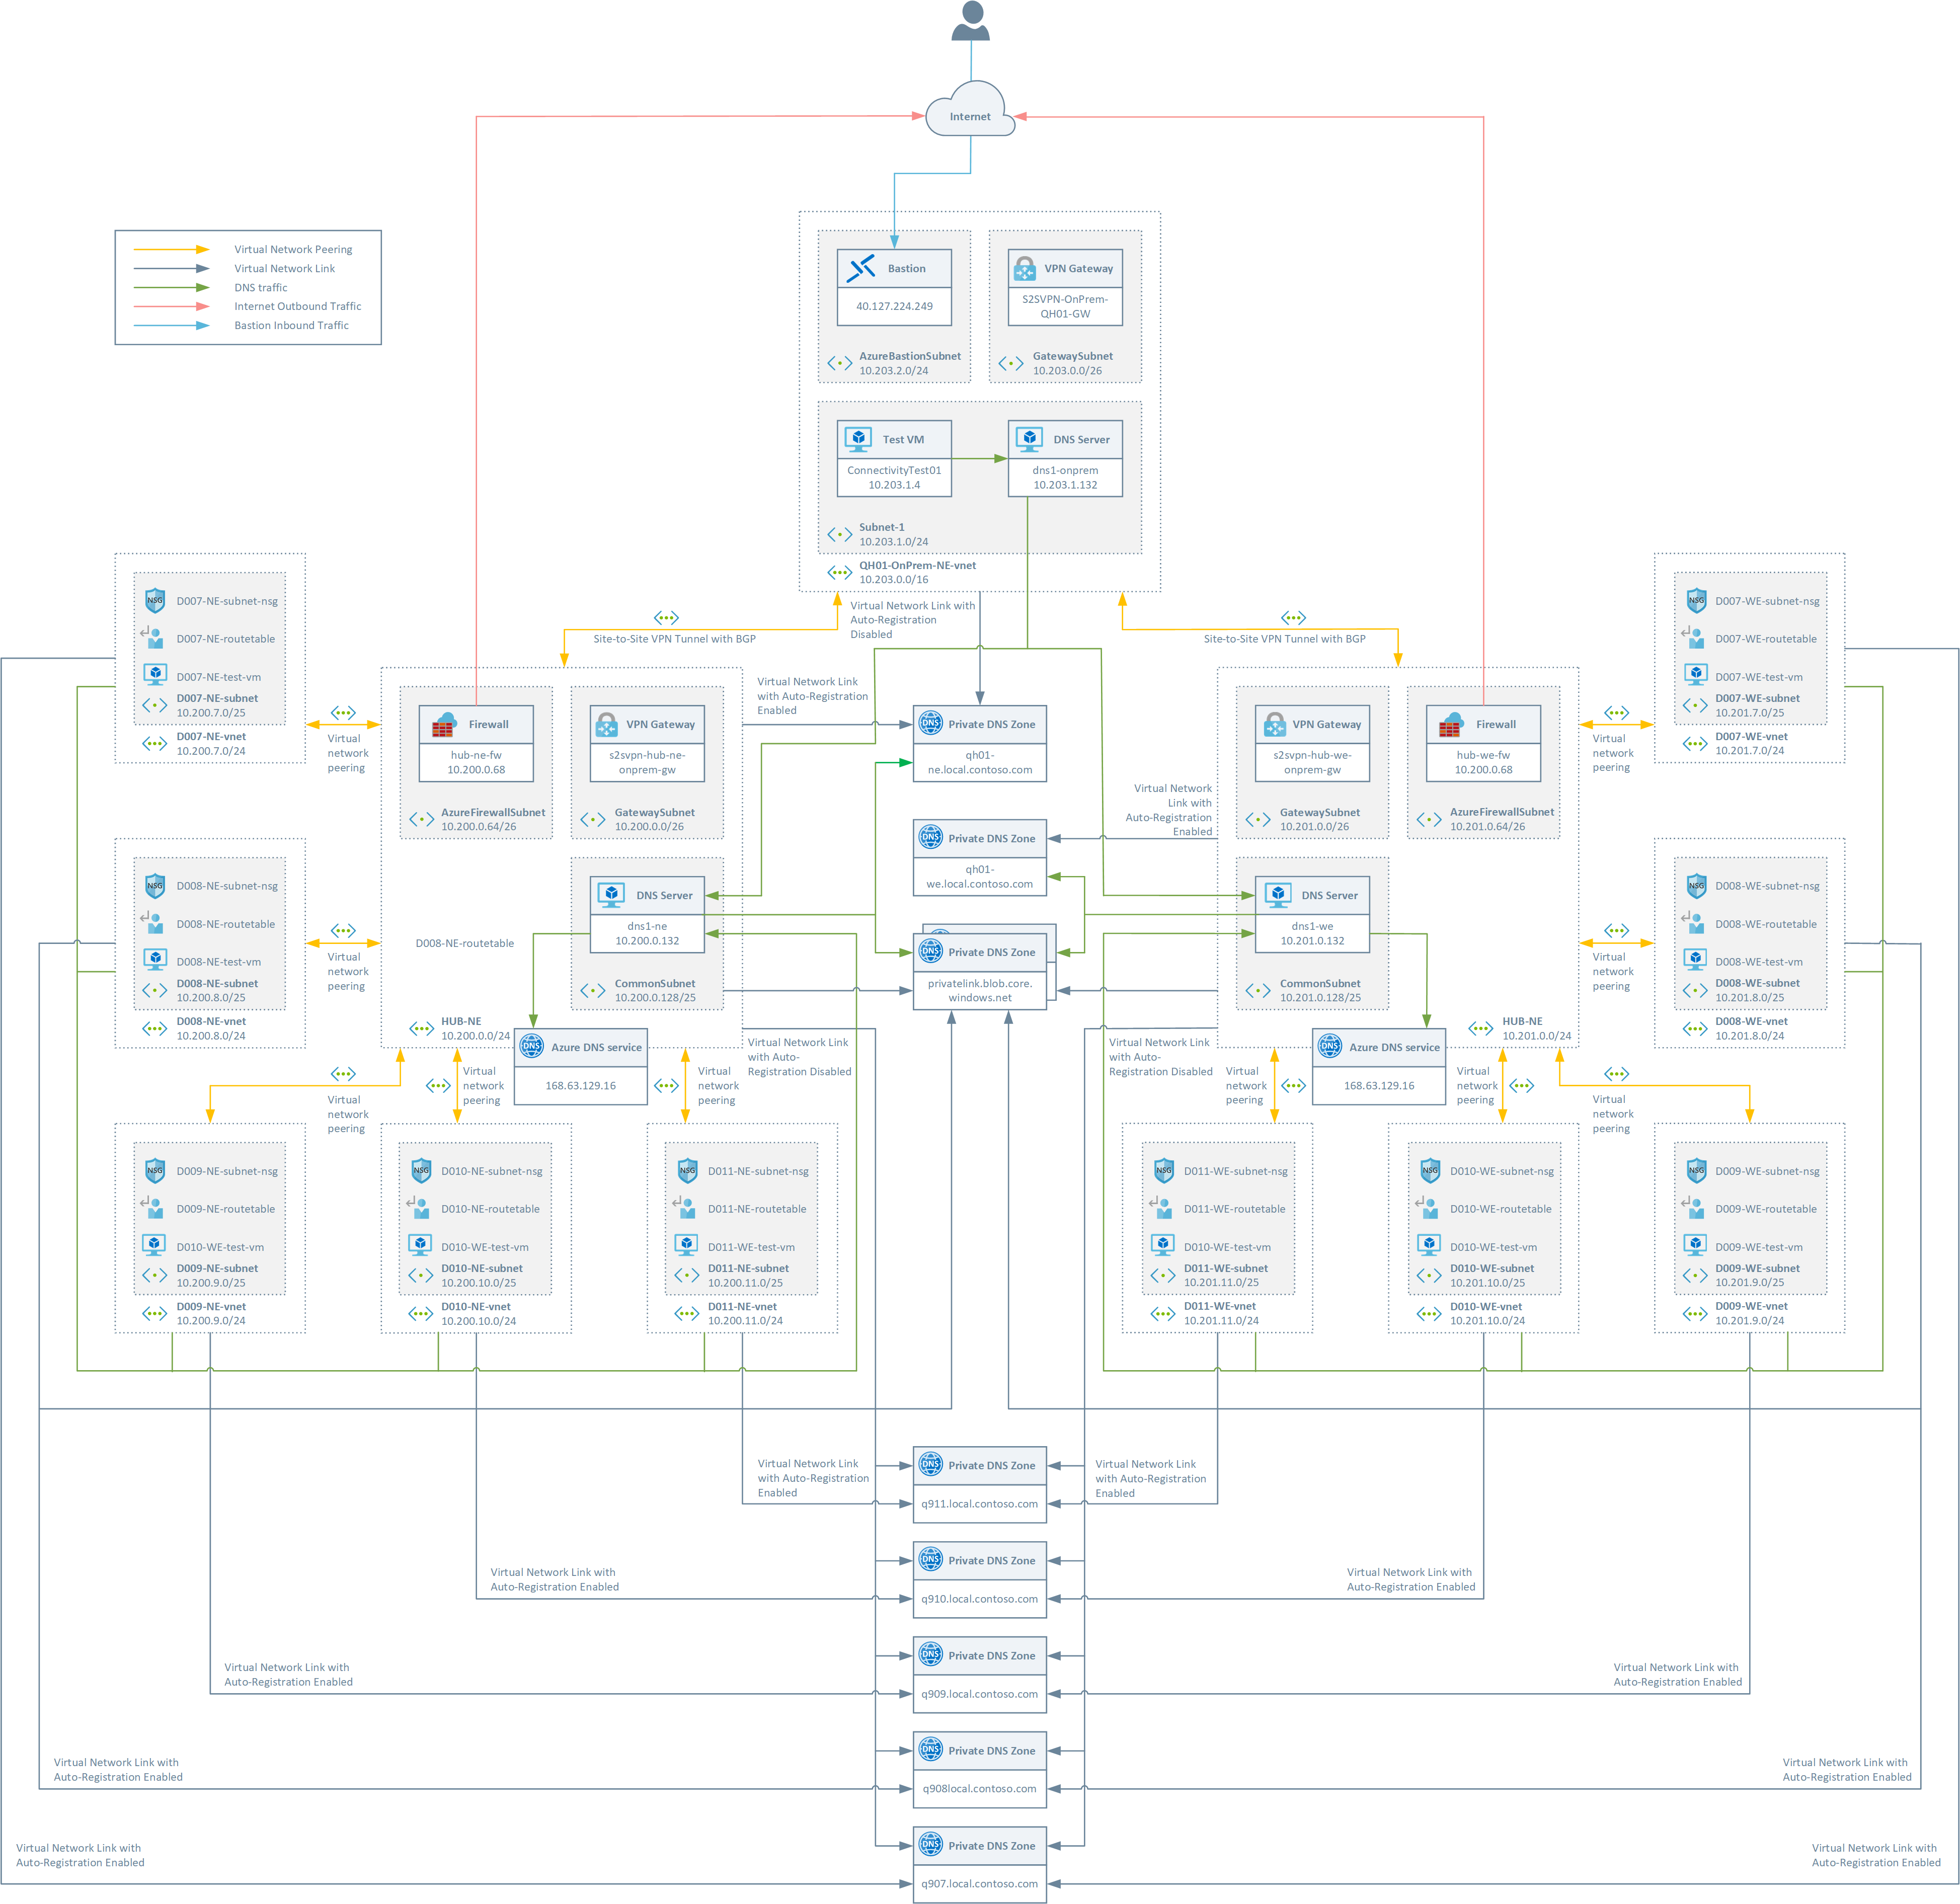 Internet
Virtual Network Peering
Virtual Network Link
DNS traffic
Internet Outbound Traffic
Bastion Inbound Traffic
Bastion
40.127.224.249
AzureBastionSubnet
10.203.2.0/24
VPN Gateway
S2SVPN-OnPrem-
QH01-GW
GatewaySubnet
10.203.0.0/26
Test VM
ConnectivityTest01
10.203.1.4
DNS Server
dns1-onprem
10.203.1.132
Subnet-1
10.203.1.0/24
QH01-OnPrem-NE-vnet
10.203.0.0/16
Site-to-Site VPN Tunnel with BGP
Virtual Network Link with
Auto-Registration
Disabled
Site-to-Site VPN Tunnel with BGP
NSG
D007-NE-subnet-nsg
D007-NE-routetable
D007-NE-test-vm
D007-NE-subnet
10.200.7.0/25
D007-NE-vnet
10.200.7.0/24
Virtual
network
peering
Firewall
hub-ne-fw
10.200.0.68
AzureFirewallSubnet
10.200.0.64/26
VPN Gateway
s2svpn-hub-ne-
onprem-gw
GatewaySubnet
10.200.0.0/26
Virtual Network Link
with Auto-Registration
Enabled
DNS
Private DNS Zone
qh01-
ne.local.contoso.com
Virtual Network
Link with
Auto-Registration
Enabled
DNS
Private DNS Zone
qh01-
we.local.contoso.com
DNS
Private DNS Zone
privatelink.blob.core.
windows.net
VPN Gateway
s2svpn-hub-we-
onprem-gw
GatewaySubnet
10.201.0.0/26
Firewall
hub-we-fw
10.200.0.68
AzureFirewallSubnet
10.201.0.64/26
Virtual
network
peering
NSG
D007-WE-subnet-nsg
D007-WE-routetable
D007-WE-test-vm
D007-WE-subnet
10.201.7.0/25
D007-WE-vnet
10.201.7.0/24
NSG
D008-NE-subnet-nsg
D008-NE-routetable
D008-NE-test-vm
D008-NE-subnet
10.200.8.0/25
D008-NE-vnet
10.200.8.0/24
Virtual
network
peering
D008-NE-routetable
DNS Server
dns1-ne
10.200.0.132
CommonSubnet
10.200.0.128/25
HUB-NE
10.200.0.0/24
DNS
Azure DNS service
168.63.129.16
Virtual Network Link
with Auto-
Registration Disabled
DNS Server
dns1-we
10.201.0.132
CommonSubnet
10.201.0.128/25
HUB-NE
10.201.0.0/24
DNS
Azure DNS service
168.63.129.16
Virtual Network Link
with Auto-
Registration Disabled
Virtual
network
peering
NSG
D008-WE-subnet-nsg
D008-WE-routetable
D008-WE-test-vm
D008-WE-subnet
10.201.8.0/25
D008-WE-vnet
10.201.8.0/24
Virtual
network
peering
Virtual
network
peering
Virtual
network
peering
Virtual
network
peering
Virtual
network
peering
Virtual
network
peering
NSG
D009-NE-subnet-nsg
D009-NE-routetable
D010-WE-test-vm
D009-NE-subnet
10.200.9.0/25
D009-NE-vnet
10.200.9.0/24
NSG
D010-NE-subnet-nsg
D010-NE-routetable
D010-WE-test-vm
D010-NE-subnet
10.200.10.0/25
D010-NE-vnet
10.200.10.0/24
NSG
D011-NE-subnet-nsg
D011-NE-routetable
D011-WE-test-vm
D011-NE-subnet
10.200.11.0/25
D011-NE-vnet
10.200.11.0/24
NSG
D011-WE-subnet-nsg
D011-WE-routetable
D010-WE-test-vm
D011-WE-subnet
10.201.11.0/25
D011-WE-vnet
10.201.11.0/24
NSG
D010-WE-subnet-nsg
D010-WE-routetable
D010-WE-test-vm
D010-WE-subnet
10.201.10.0/25
D010-WE-vnet
10.201.10.0/24
NSG
D009-WE-subnet-nsg
D009-WE-routetable
D009-WE-test-vm
D009-WE-subnet
10.201.9.0/25
D009-WE-vnet
10.201.9.0/24
Virtual Network Link
with Auto-Registration
Enabled
DNS
Private DNS Zone
q911.local.contoso.com
Virtual Network Link
with Auto-Registration
Enabled
Virtual Network Link with
Auto-Registration Enabled
DNS
Private DNS Zone
q910.local.contoso.com
Virtual Network Link with
Auto-Registration Enabled
Virtual Network Link with
Auto-Registration Enabled
DNS
Private DNS Zone
q909.local.contoso.com
Virtual Network Link with
Auto-Registration Enabled
Virtual Network Link with
Auto-Registration Enabled
DNS
Private DNS Zone
q908local.contoso.com
Virtual Network Link with
Auto-Registration Enabled
Virtual Network Link with
Auto-Registration Enabled
DNS
Private DNS Zone
q907.local.contoso.com
Virtual Network Link with
Auto-Registration Enabled